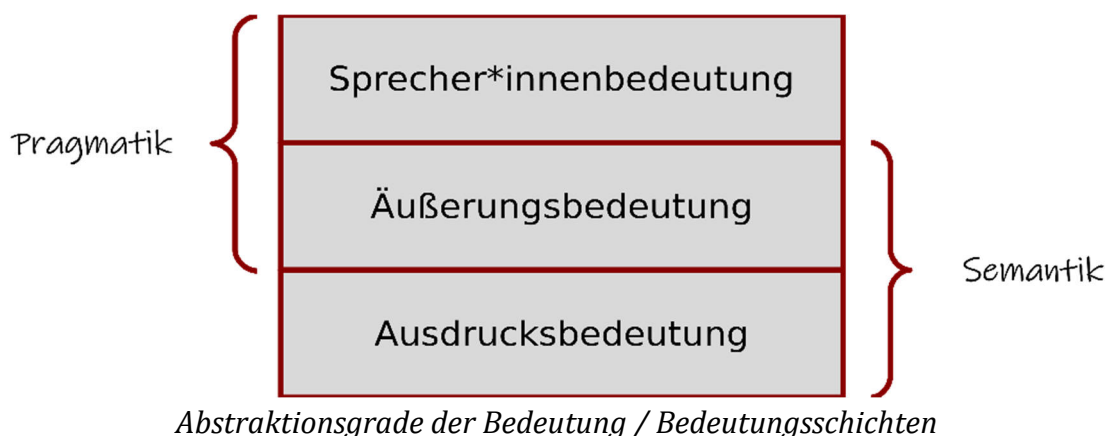 Sprecher*innenbedeutung
Pragmatik
Äußerungsbedeutung
Semantik
Ausdrucksbedeutung
Abstraktionsgrade der Bedeutung / Bedeutungsschichten